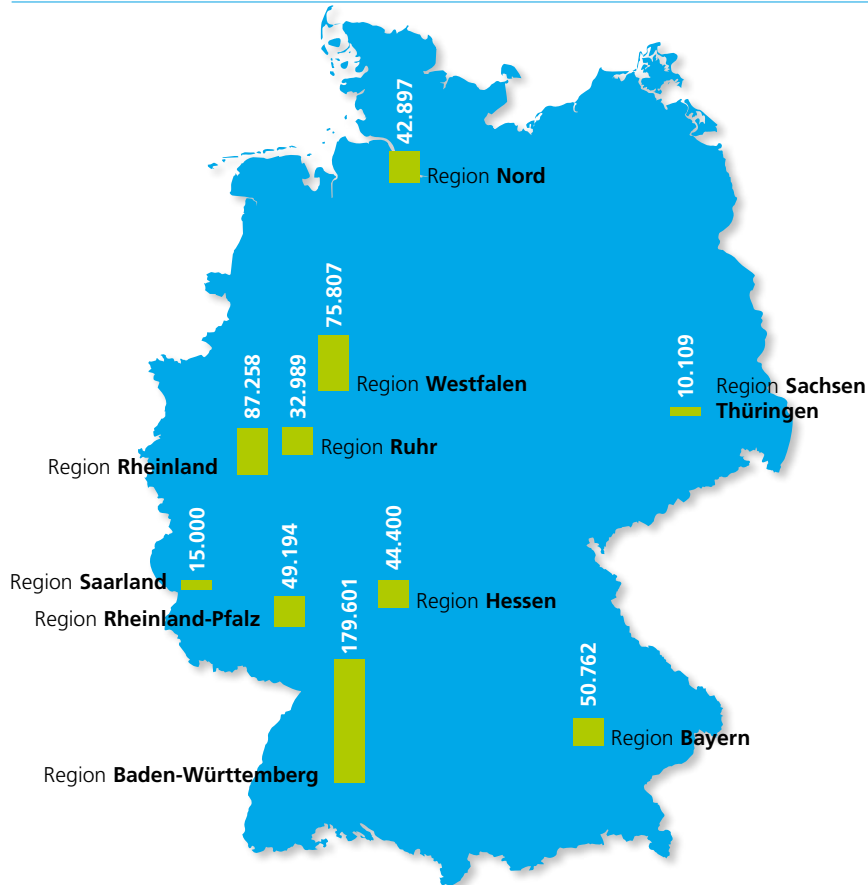 42.897
Region Nord
75.807
Region Westfalen
10.109
Region Sachsen
Thüringen
87.258
Region Rheinland
32.989
Region Ruhr
15.000
Region Saarland
49.194
Region Rheinland-Pfalz
44.400
Region Hessen
179.601
Region Baden-Württemberg
50.762
Region Bayern